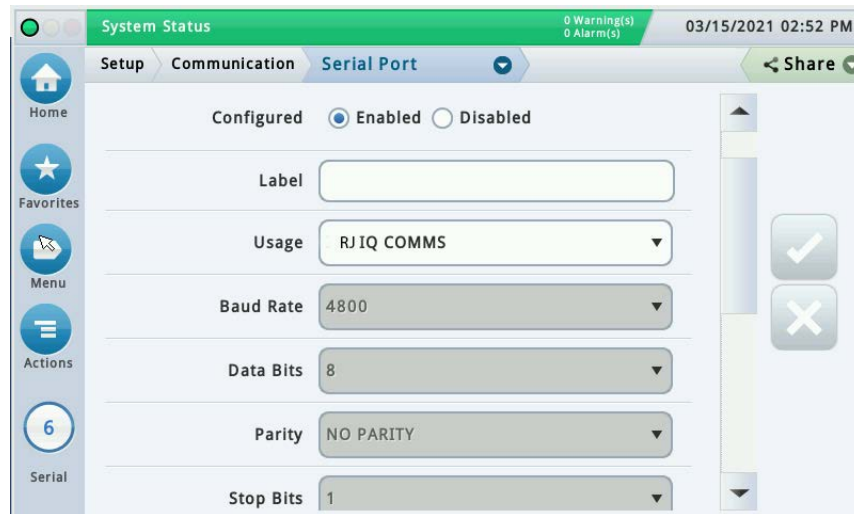 System Status
0 Warning(s)
0 Alarm(s)
03/15/2021 02:52 PM
Setup Communication Serial Port
Share
Home
Favorites
Menu
Actions
6
Serial
Configured Enabled Disabled
Label
Usage RJ IQ COMMS
Baud Rate 4800
Data Bits 8
Parity NO PARITY
Stop Bits 1